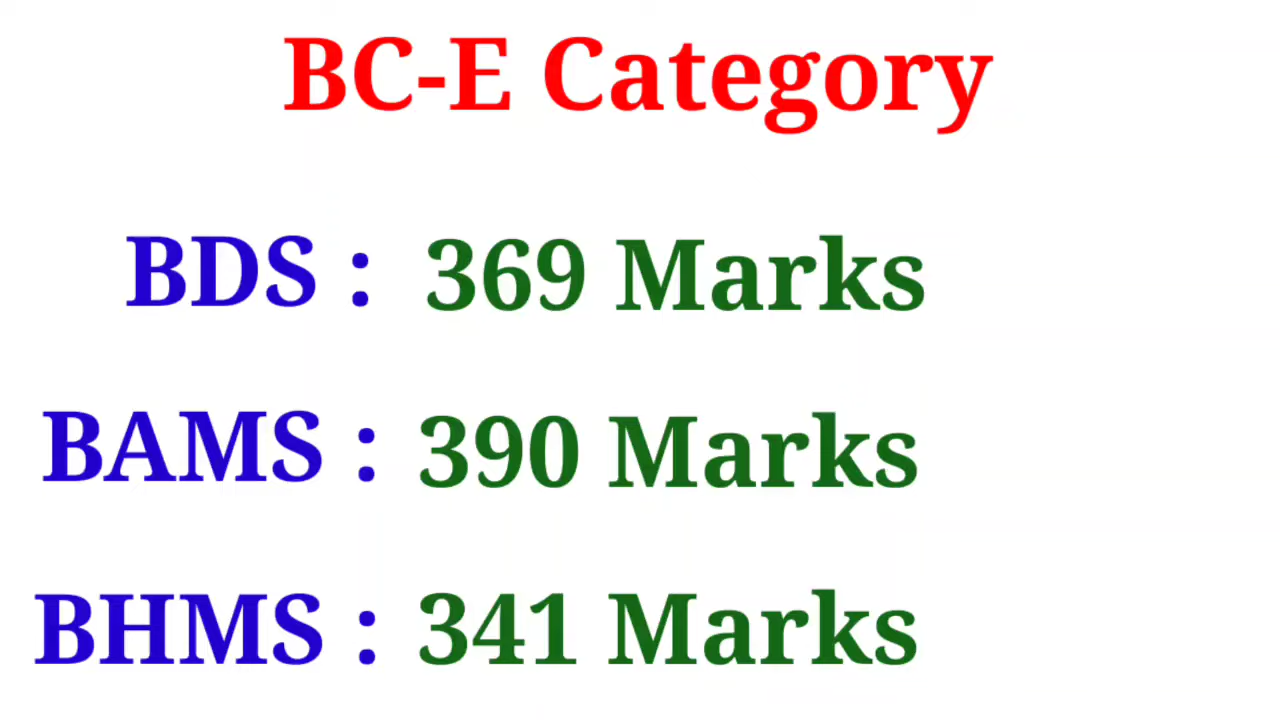 BC-E Category
BDS : 369 Marks
BAMS : 390 Marks
BHMS : 341 Marks